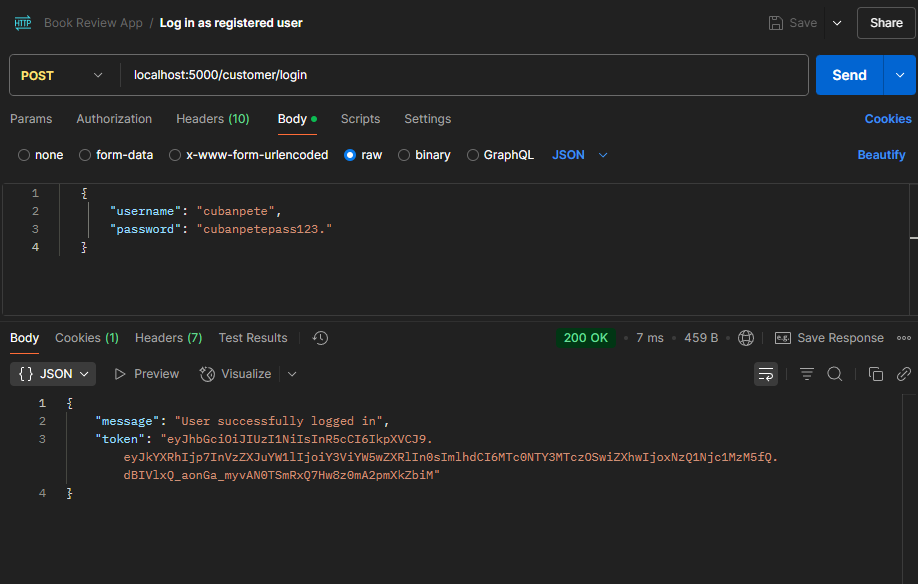 HTTP Book Review App / Log in as registered user Save Share
POST localhost:5000/customer/login Send
Params Authorization Headers (10) Body Scripts Settings Cookies
none form-data x-www-form-urlencoded raw binary GraphQL JSON Beautify
1 {
2 "username": "cubanpete",
3 "password": "cubanpetepass123."
4 }
Body Cookies (1) Headers (7) Test Results 200 OK • 7 ms • 459 B • e.g. Save Response
{} JSON Preview Visualize
1 {
2 "message": "User successfully logged in",
3 "token": "eyJhbGciOiJIUzI1NiIsInR5cCI6IkpXVCJ9.
eyJkYXRhIjp7InVzZXJuYW1lIjoiY3ViYW5wZXRlIn0sImlhdCI6MTc0NTY3MTczOSwiZXhwIjoxNzQ1Njc1MzM5fQ.
dBIVlxQ_aonGa_myvAN0TSmRxQ7Hw8z0mA2pmXkZbiM"
4 }